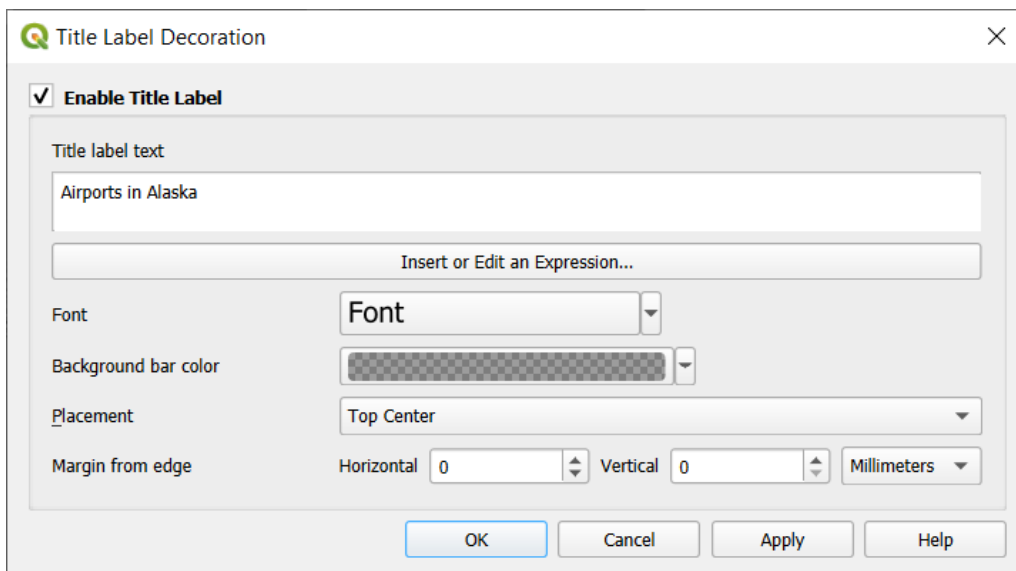 Title Label Decoration
Enable Title Label
Title label text
Airports in Alaska
Insert or Edit an Expression...
Font Font
Background bar color
Placement Top Center
Margin from edge Horizontal 0 Vertical 0 Millimeters
OK Cancel Apply Help